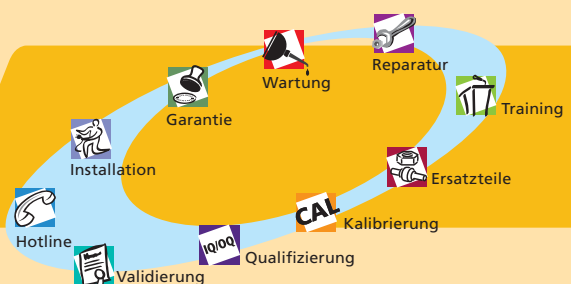 Wartung
Reparatur
Garantie
Training
Installation
Ersatzteile
CAL
Kalibrierung
Hotline
IQ/OQ
Qualifizierung
Validierung